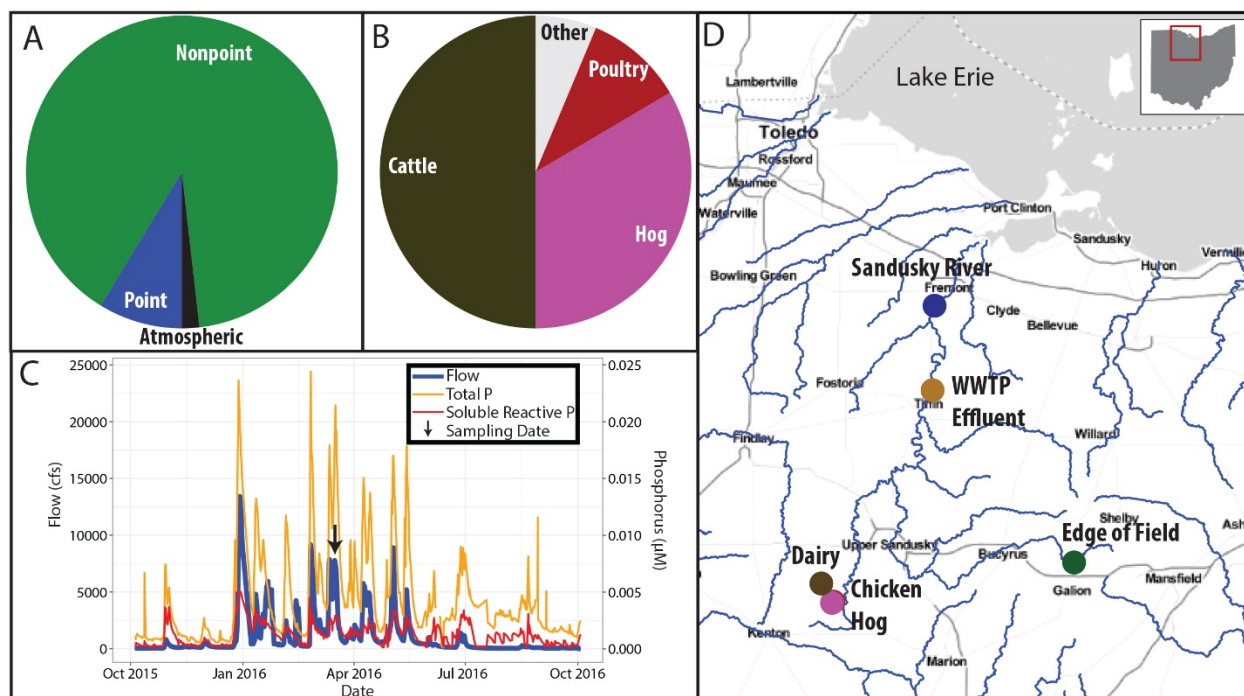 A
Nonpoint
Point
Atmospheric
B
Other
Poultry
Cattle
Hog
C
25000
20000
15000
10000
5000
0
Flow (cfs)
Flow
Total P
Soluble Reactive P
Sampling Date
0.025
0.020
0.015
0.010
0.005
0.000
Phosphorus (µM)
Oct 2015
Jan 2016
Apr 2016
Jul 2016
Oct 2016
Date
D
Lake Erie
Lambertville
Toledo
Rossford
Maumee
Waterville
Port Clinton
Sandusky
Huron
Vermili
Bowling Green
Sandusky River
Fremont
Clyde
Bellevue
Fostoria
WWTP
Tiffin
Effluent
Findlay
Willard
Shelby
Ash
Edge of Field
Upper Sandusky
Bucyrus
Mansfield
Galion
Dairy
Chicken
Hog
Kenton
Marion